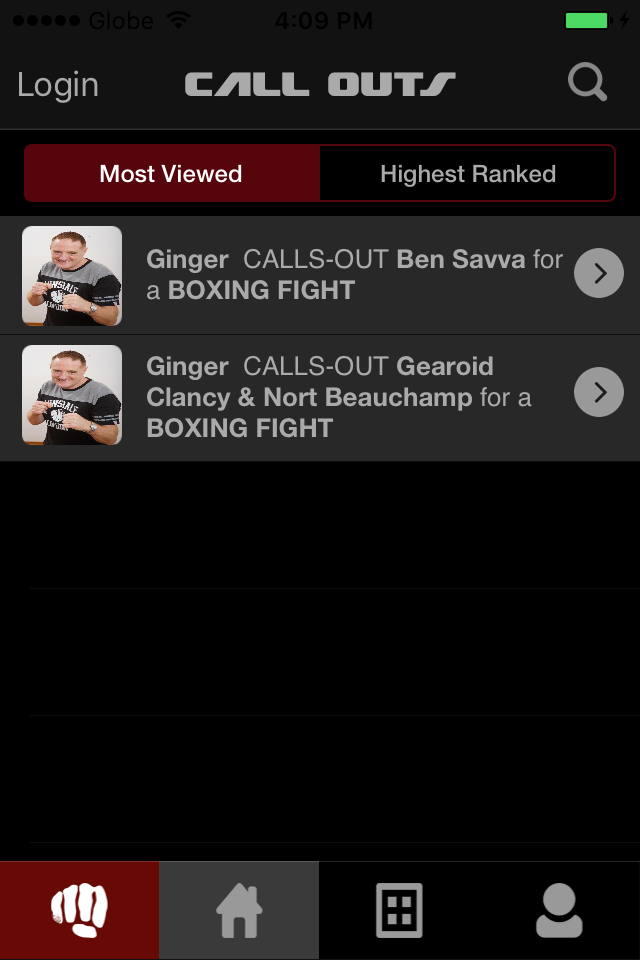 Globe 4:09 PM
Login CALL OUTS
Most Viewed Highest Ranked
Ginger CALLS-OUT Ben Savva for
a BOXING FIGHT
Ginger CALLS-OUT Gearoid
Clancy & Nort Beauchamp for a
BOXING FIGHT